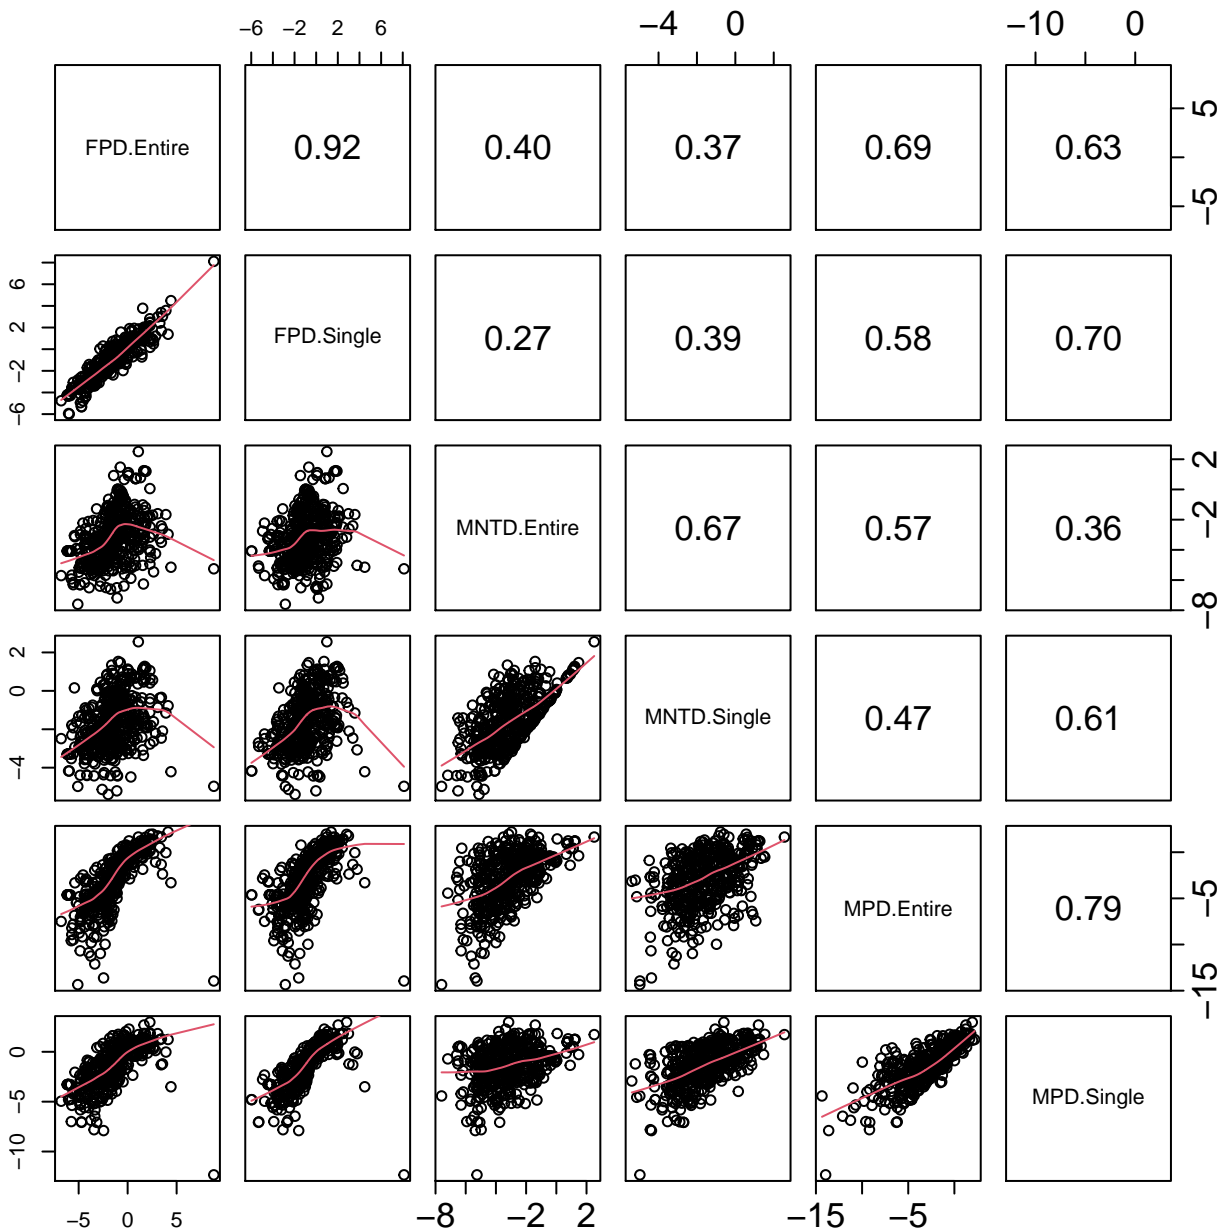 −6 −2 2 6 −4 0 −10 0
FPD.Entire 0.92 0.40 0.37 0.69 0.63 −5 5
−6 −2 2 6 FPD.Single 0.27 0.39 0.58 0.70
MNTD.Entire 0.67 0.57 0.36 −8 −2 2
−4 0 2 MNTD.Single 0.47 0.61
MPD.Entire 0.79 −15 −5
−10 −5 0 MPD.Single
−5 0 5 −8 −2 2 −15 −5